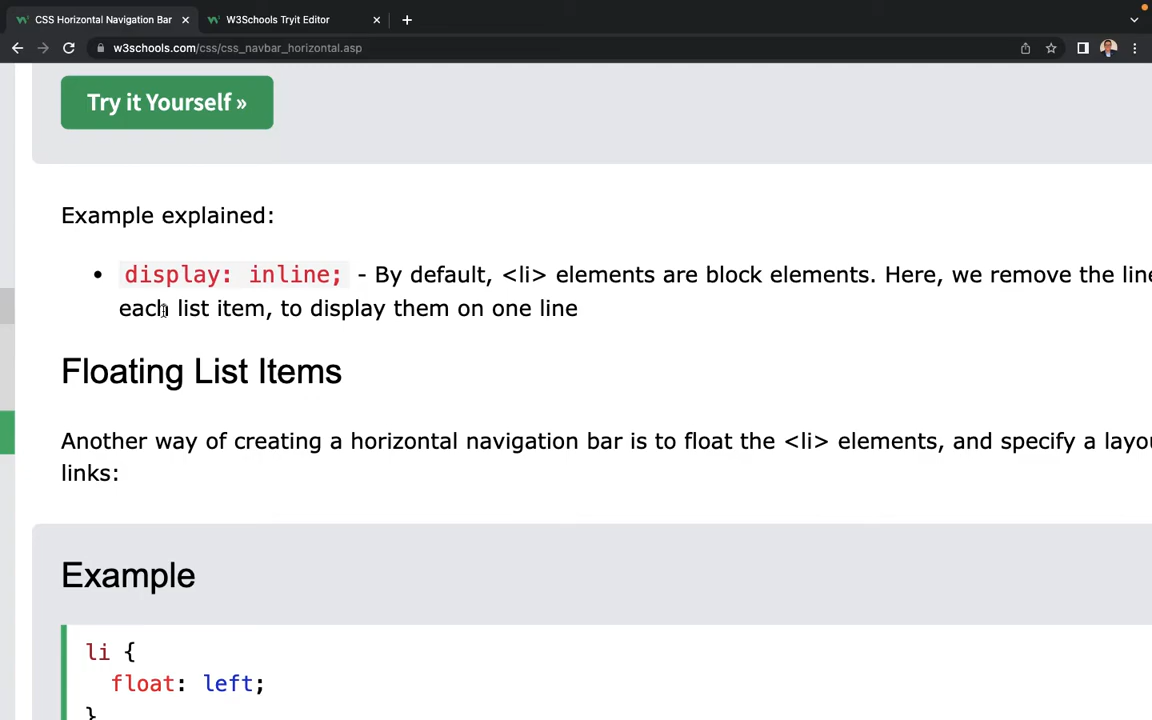 CSS Horizontal Navigation Bar
W3Schools Tryit Editor
w3schools.com/css/css_navbar_horizontal.asp
Try it Yourself »
Example explained:
display: inline; - By default, <li> elements are block elements. Here, we remove the line
each list item, to display them on one line
Floating List Items
Another way of creating a horizontal navigation bar is to float the <li> elements, and specify a layou
links:
Example
li {
float: left;
}